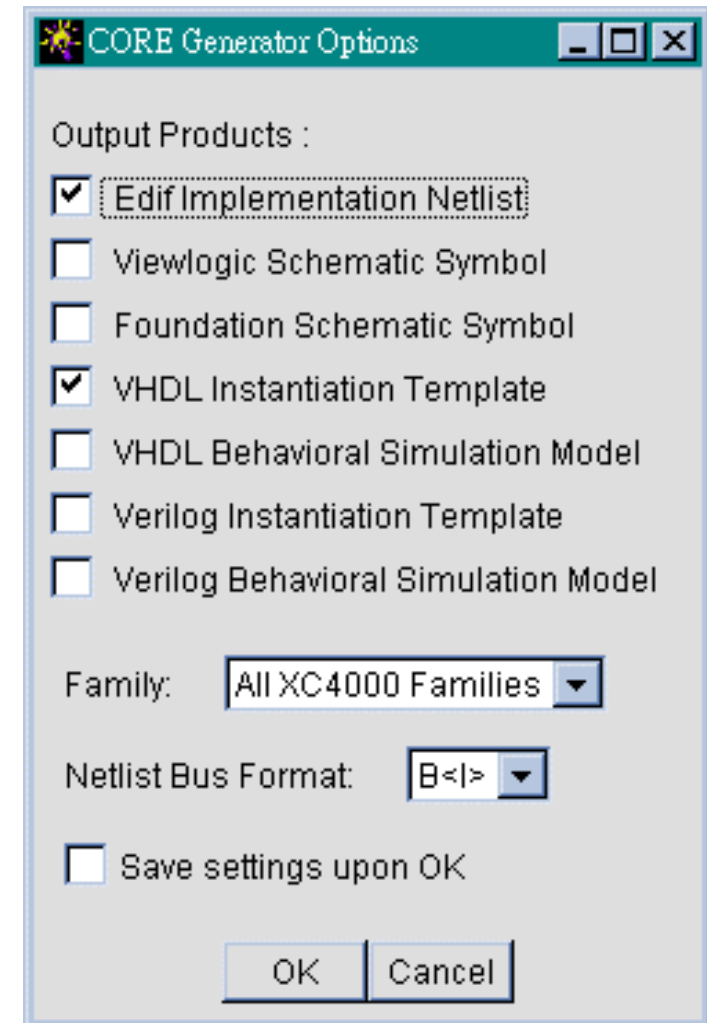 CORE Generator Options
Output Products :
Edif Implementation Netlist
Viewlogic Schematic Symbol
Foundation Schematic Symbol
VHDL Instantiation Template
VHDL Behavioral Simulation Model
Verilog Instantiation Template
Verilog Behavioral Simulation Model
Family: All XC4000 Families
Netlist Bus Format: B<I>
Save settings upon OK
OK Cancel